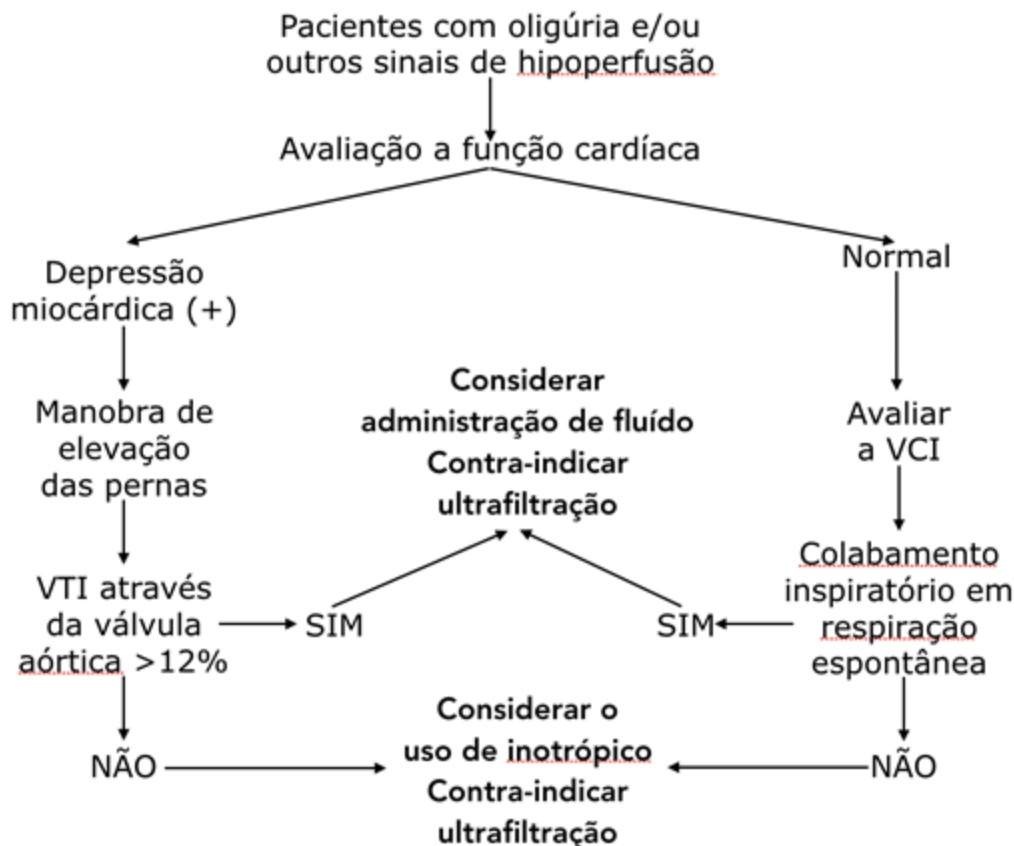 Pacientes com oligúria e/ou
outros sinais de hipoperfusão
Avaliação a função cardíaca
Depressão
miocárdica (+)
Normal
Manobra de
elevação
das pernas
Considerar
administração de fluído
Contra-indicar
ultrafiltração
Avaliar
a VCI
VTI através
da válvula
aórtica >12%
SIM
SIM
Colabamento
inspiratório em
respiração
espontânea
NÃO
Considerar o
uso de inotrópico
Contra-indicar
ultrafiltração
NÃO